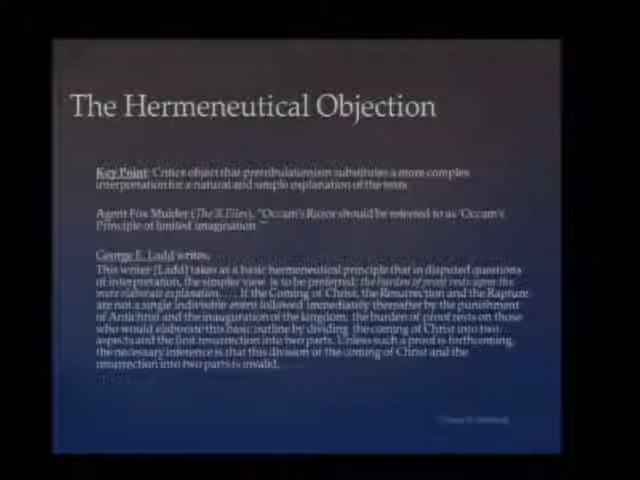 The Hermeneutical Objection
Key Point: Critics object that pretribulationism substitutes a more complex
interpretation for a natural and simple explanation of the texts
Agent Fox Mulder (The X Files), "Occam's Razor should be referred to as 'Occam's
Principle of limited imagination'"
George E. Ladd writes:
This writer [Ladd] takes as a basic hermeneutical principle that in disputed questions
of interpretation, the simpler view is to be preferred; the burden of proof rests upon the
more elaborate explanation. . . . If the Coming of Christ, the Resurrection and the Rapture
are not a single indivisible event followed immediately thereafter by the punishment
of Antichrist and the inauguration of the kingdom, the burden of proof rests on those
who would elaborate this basic outline by dividing the coming of Christ into two
aspects and the first resurrection into two parts. Unless such a proof is forthcoming,
the necessary inference is that this division of the coming of Christ and the
resurrection into two parts is invalid.